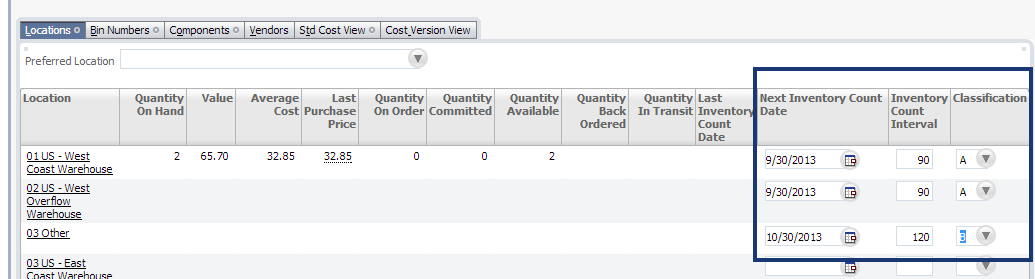 Locations Bin Numbers Components Vendors Std Cost View Cost Version View
Preferred Location
Location Quantity On Hand Value Average Cost Last Purchase Price Quantity On Order Quantity Committed Quantity Available Quantity Back Ordered Quantity In Transit Last Inventory Count Date Next Inventory Count Date Inventory Count Interval Classification
01 US - West Coast Warehouse 2 65.70 32.85 32.85 0 0 2 9/30/2013 90 A
02 US - West Overflow Warehouse 9/30/2013 90 A
03 Other 10/30/2013 120 B
03 US - East Coast Warehouse